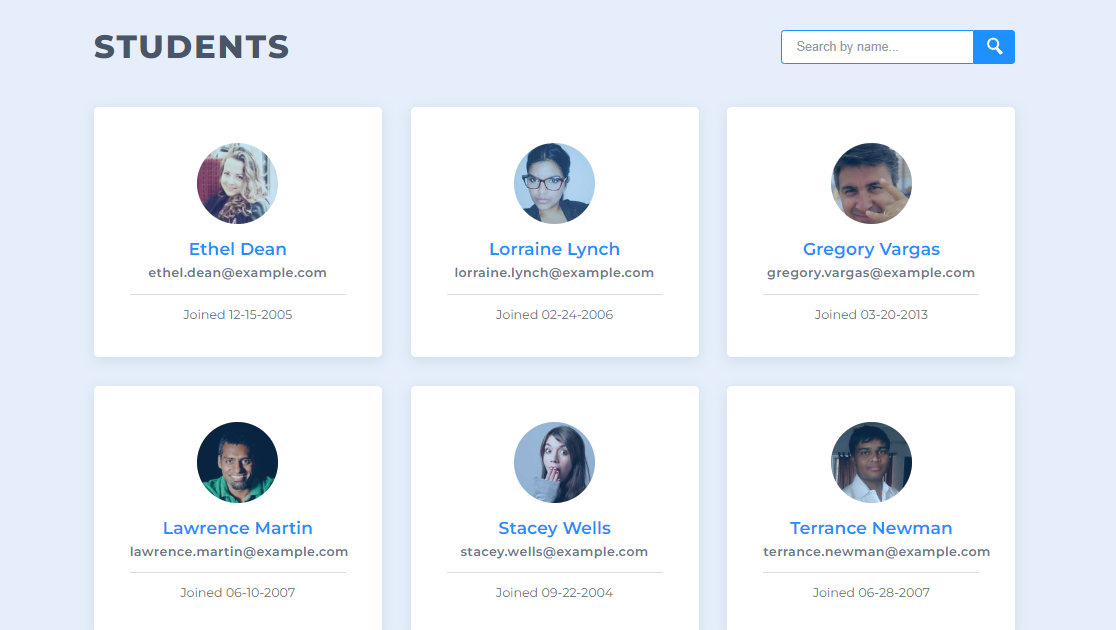 STUDENTS
Search by name...
Ethel Dean
ethel.dean@example.com
Joined 12-15-2005
Lorraine Lynch
lorraine.lynch@example.com
Joined 02-24-2006
Gregory Vargas
gregory.vargas@example.com
Joined 03-20-2013
Lawrence Martin
lawrence.martin@example.com
Joined 06-10-2007
Stacey Wells
stacey.wells@example.com
Joined 09-22-2004
Terrance Newman
terrance.newman@example.com
Joined 06-28-2007